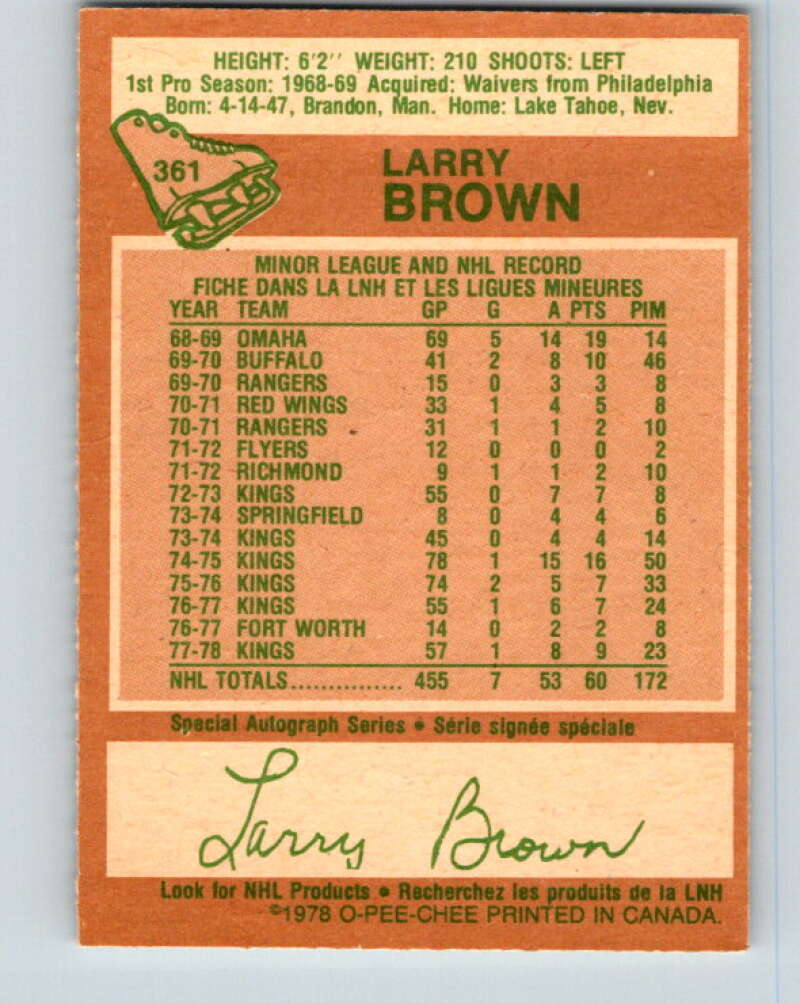 HEIGHT: 6'2'' WEIGHT: 210 SHOOTS: LEFT
1st Pro Season: 1968-69 Acquired: Waivers from Philadelphia
Born: 4-14-47, Brandon, Man. Home: Lake Tahoe, Nev.
361
LARRY
BROWN
MINOR LEAGUE AND NHL RECORD
FICHE DANS LA LNH ET LES LIGUES MINEURES
YEAR TEAM GP G A PTS PIM
68-69 OMAHA 69 5 14 19 14
69-70 BUFFALO 41 2 8 10 46
69-70 RANGERS 15 0 3 3 8
70-71 RED WINGS 33 1 4 5 8
70-71 RANGERS 31 1 1 2 10
71-72 FLYERS 12 0 0 0 2
71-72 RICHMOND 9 1 1 2 10
72-73 KINGS 55 0 7 7 8
73-74 SPRINGFIELD 8 0 4 4 6
73-74 KINGS 45 0 4 4 14
74-75 KINGS 78 1 15 16 50
75-76 KINGS 74 2 5 7 33
76-77 KINGS 55 1 6 7 24
76-77 FORT WORTH 14 0 2 2 8
77-78 KINGS 57 1 8 9 23
NHL TOTALS............... 455 7 53 60 172
Special Autograph Series • Série signée spéciale
Larry Brown
Look for NHL Products • Recherchez les produits de la LNH
©1978 O-PEE-CHEE PRINTED IN CANADA.